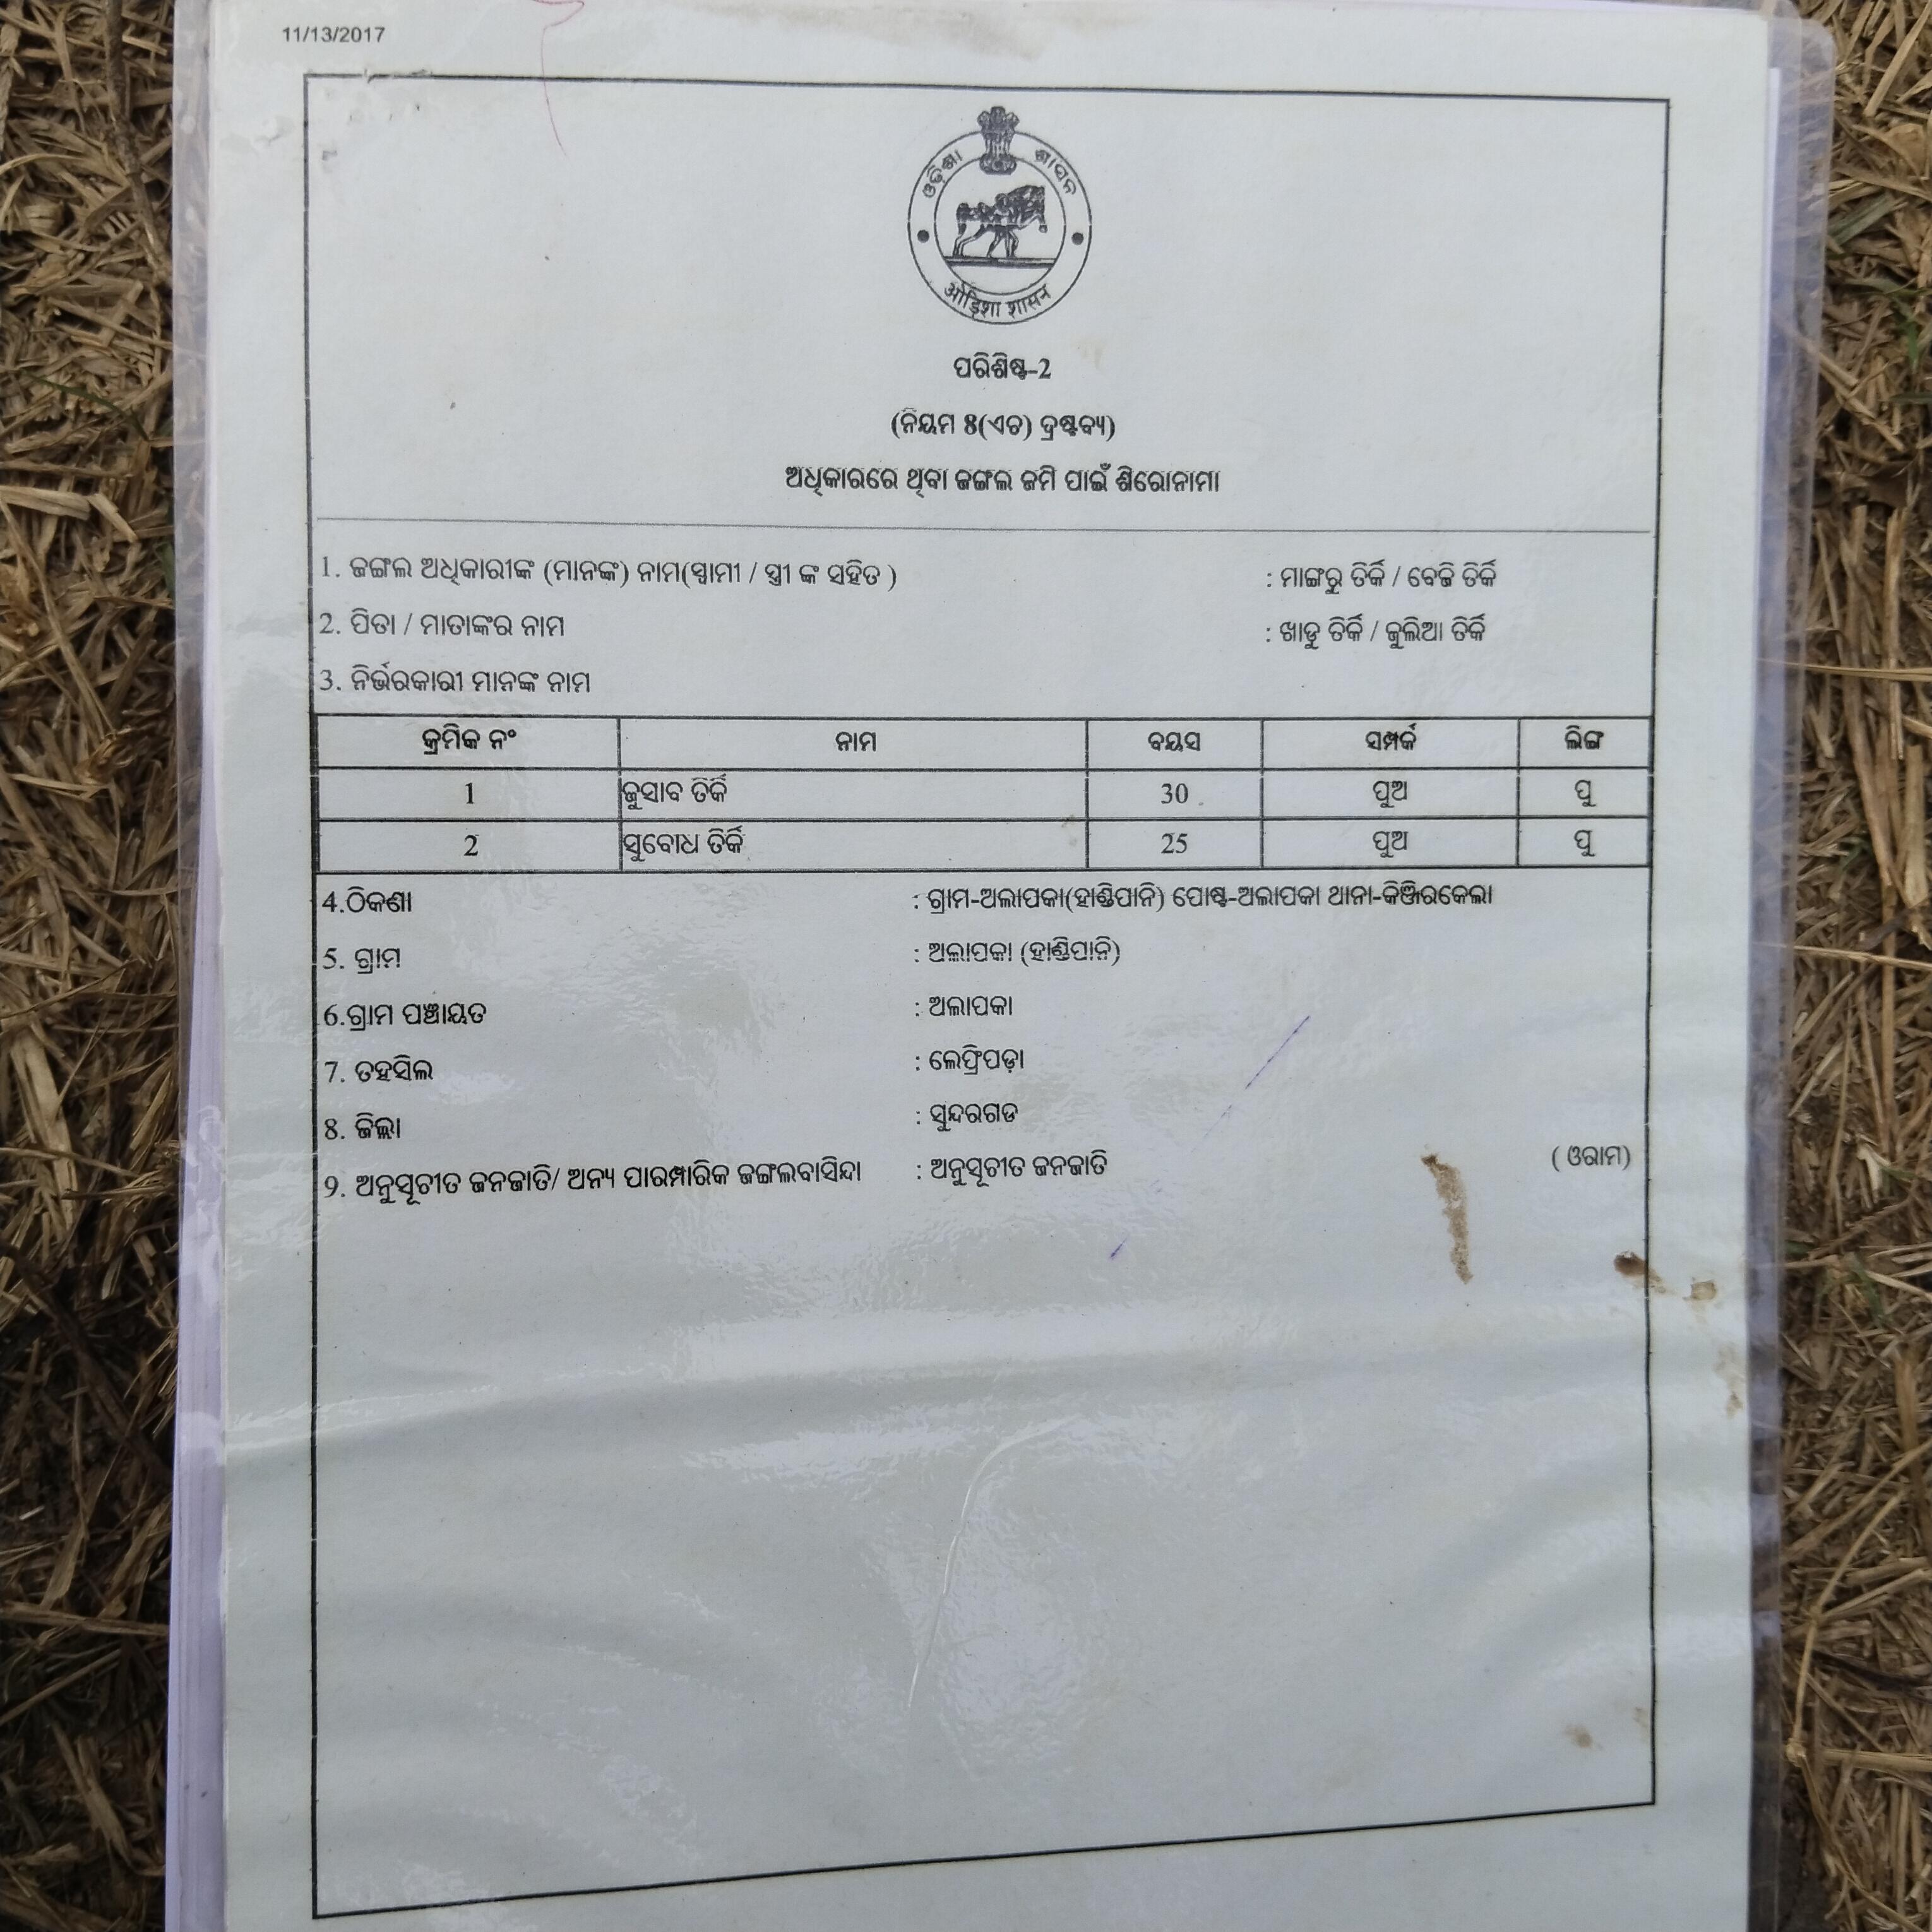 11/13/2017
ଓଡ଼ିଶା ଶାସନ
ओड़िशा शासन
ପରିଶିଷ୍ଟ-2
(ନିୟମ ୫(ଏଚ) ଦ୍ରଷ୍ଟବ୍ୟ)
ଅଧିକାରରେ ଥିବା ଜଙ୍ଗଲ ଜମି ପାଇଁ ଶିରୋନାମା
1. ଜଙ୍ଗଲ ଅଧିକାରୀଙ୍କ (ମାନଙ୍କ) ନାମ(ସ୍ଵାମୀ / ସ୍ତ୍ରୀ ଙ୍କ ସହିତ ) : ମାଙ୍ଗରୁ ତିର୍କି / ବେଜି ତିର୍କି
2. ପିତା / ମାତାଙ୍କର ନାମ : ଖାଡୁ ତିର୍କି / ଜୁଲିଆ ତିର୍କି
3. ନିର୍ଭରକାରୀ ମାନଙ୍କ ନାମ
କ୍ରମିକ ନଂ ନାମ ବୟସ ସମ୍ପର୍କ ଲିଙ୍ଗ
1 ଜୁସାବ ତିର୍କି 30 ପୁଅ ପୁ
2 ସୁବୋଧ ତିର୍କି 25 ପୁଅ ପୁ
4.ଠିକଣା : ଗ୍ରାମ-ଅଲାପକା(ହାଣ୍ଡିପାନି) ପୋଷ୍ଟ-ଅଲାପକା ଥାନା-କିଞ୍ଜିରକେଲା
5. ଗ୍ରାମ : ଅଲାପକା (ହାଣ୍ଡିପାନି)
6.ଗ୍ରାମ ପଞ୍ଚାୟତ : ଅଲାପକା
7. ତହସିଲ : ଲେଫ୍ରିପଡ଼ା
8. ଜିଲ୍ଲା : ସୁନ୍ଦରଗଡ
9. ଅନୁସୂଚୀତ ଜନଜାତି/ ଅନ୍ୟ ପାରମ୍ପାରିକ ଜଙ୍ଗଲବାସିନ୍ଦା : ଅନୁସୂଚୀତ ଜନଜାତି ( ଓରାମ)